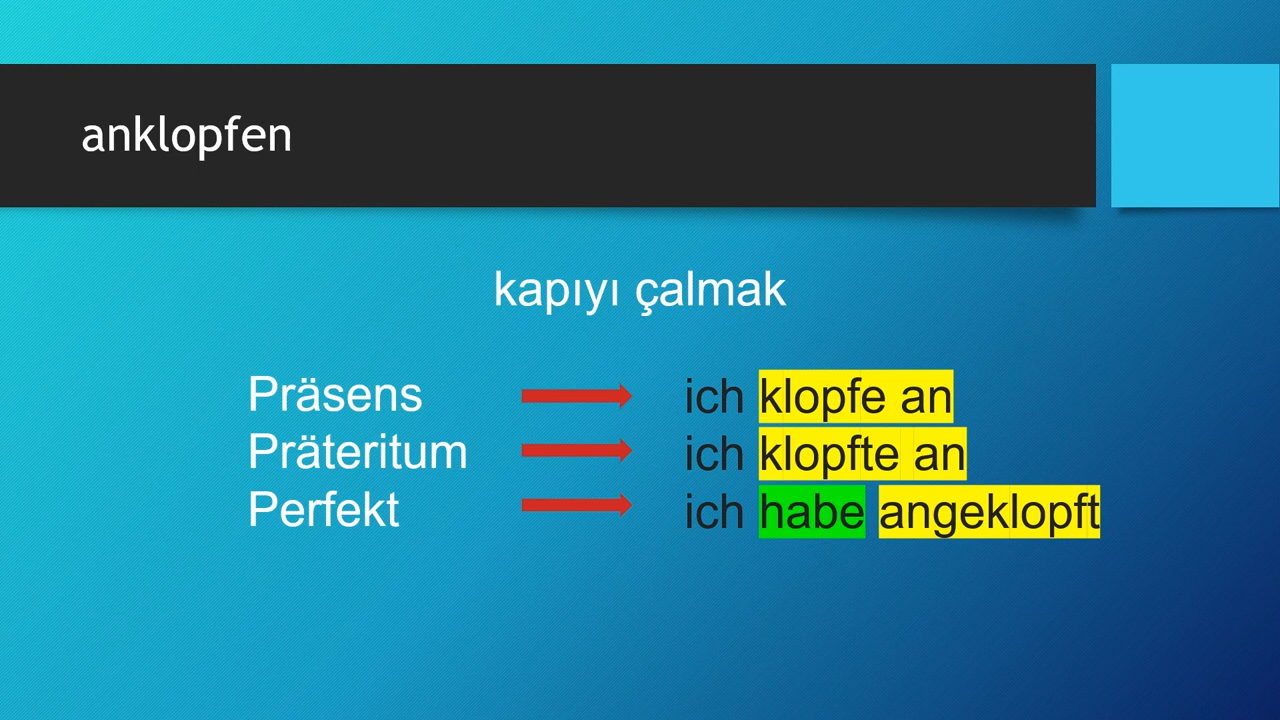 anklopfen
kapıyı çalmak
Präsens ich klopfe an
Präteritum ich klopfte an
Perfekt ich habe angeklopft